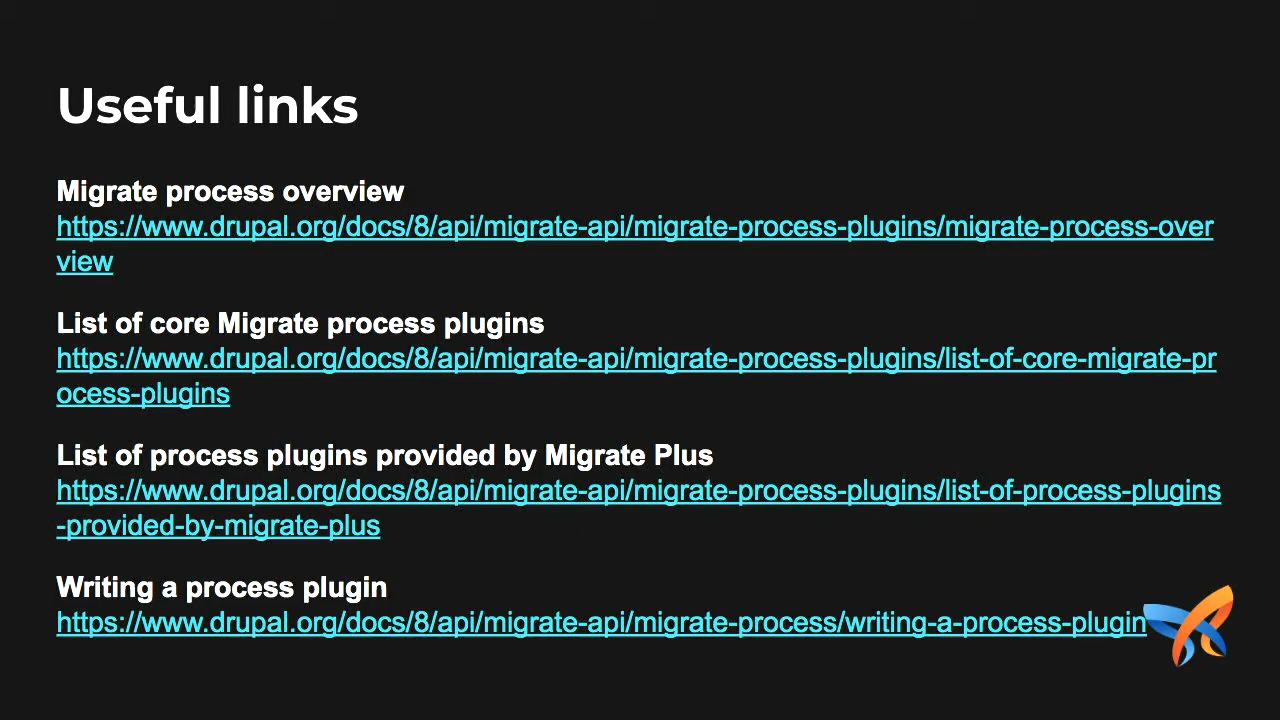 Useful links
Migrate process overview
https://www.drupal.org/docs/8/api/migrate-api/migrate-process-plugins/migrate-process-over
view
List of core Migrate process plugins
https://www.drupal.org/docs/8/api/migrate-api/migrate-process-plugins/list-of-core-migrate-pr
ocess-plugins
List of process plugins provided by Migrate Plus
https://www.drupal.org/docs/8/api/migrate-api/migrate-process-plugins/list-of-process-plugins
-provided-by-migrate-plus
Writing a process plugin
https://www.drupal.org/docs/8/api/migrate-api/migrate-process/writing-a-process-plugin